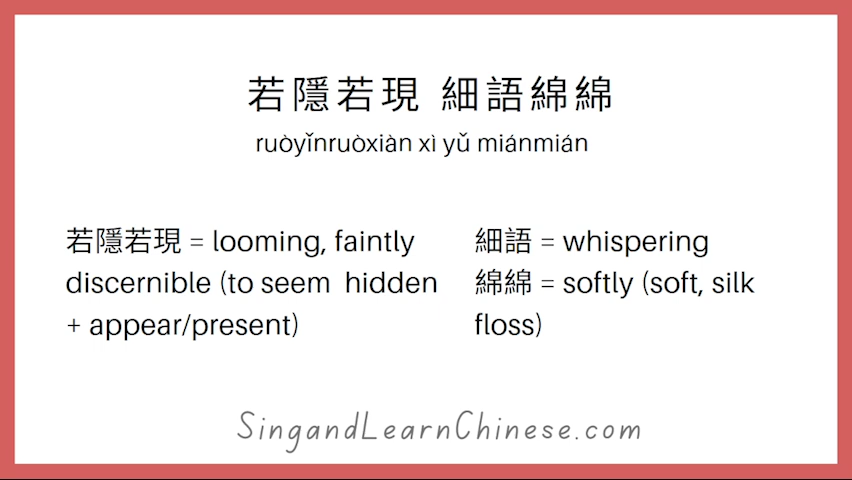 若隱若現 細語綿綿
ruòyǐnruòxiàn xì yǔ miánmián
若隱若現 = looming, faintly
discernible (to seem hidden
+ appear/present)
細語 = whispering
綿綿 = softly (soft, silk
floss)
SingandLearnChinese.com